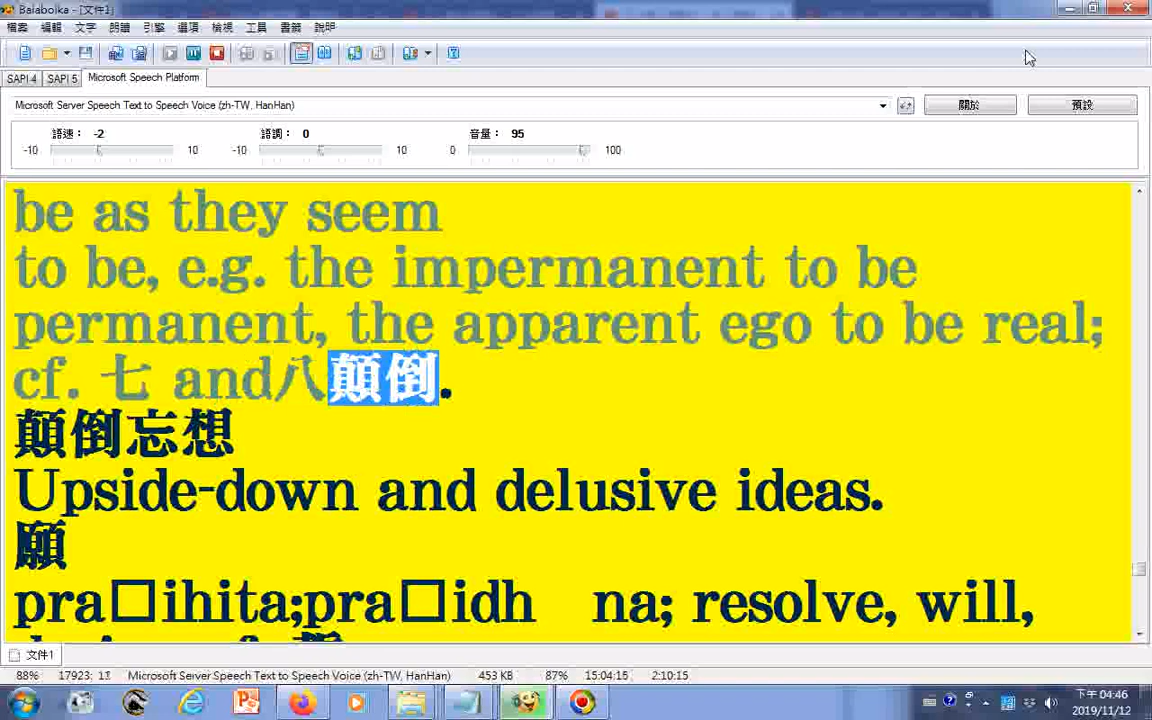 Balabolka - [文件1]
檔案 編輯 文字 朗讀 引擎 選項 檢視 工具 書籤 說明
SAPI 4 SAPI 5 Microsoft Speech Platform
Microsoft Server Speech Text to Speech Voice (zh-TW, HanHan) 關於 預設
語速： -2 語調： 0 音量： 95
-10 10 -10 10 0 100
be as they seem
to be, e.g. the impermanent to be
permanent, the apparent ego to be real;
cf. 七 and八顛倒.
顛倒忘想
Upside-down and delusive ideas.
願
pra□ihita;pra□idh na; resolve, will,
文件1
88% 17923: 11 Microsoft Server Speech Text to Speech Voice (zh-TW, HanHan) 453 KB 87% 15:04:15 2:10:15
下午 04:46
2019/11/12